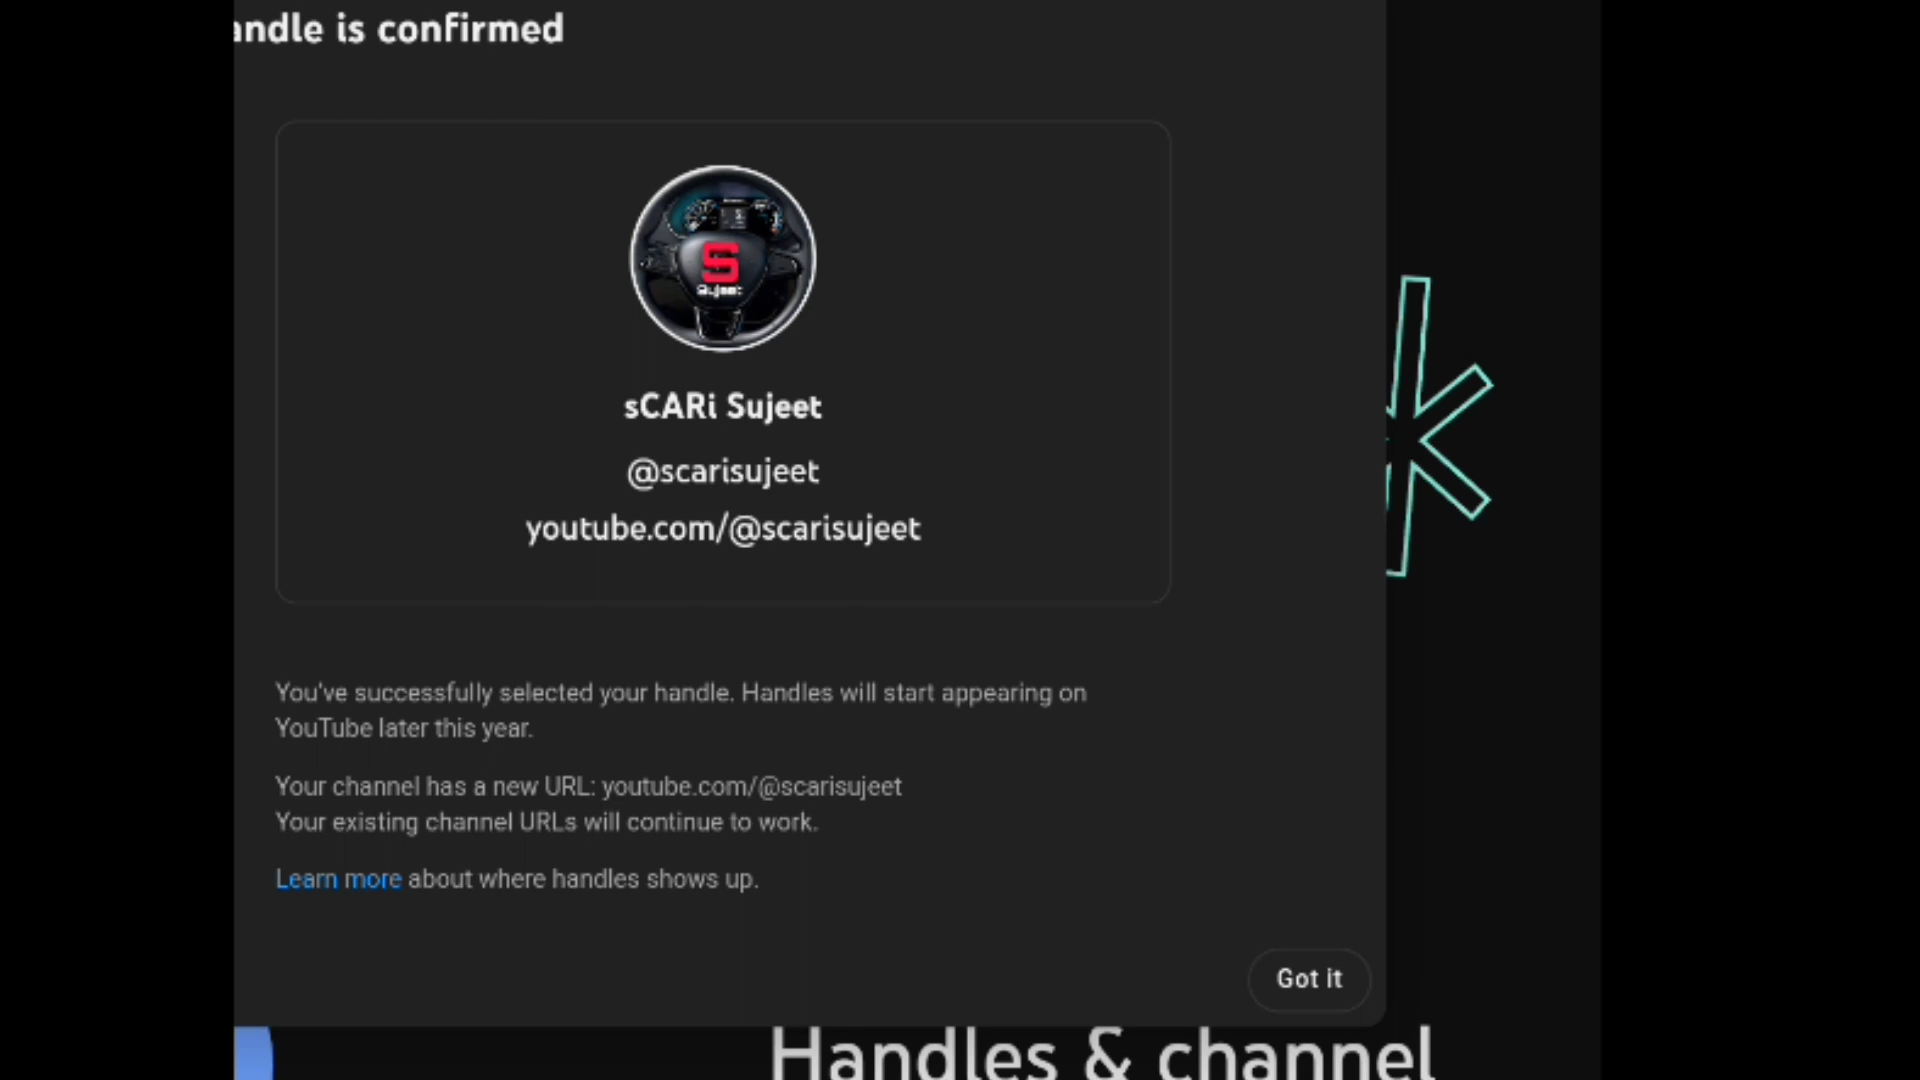 andle is confirmed
S
Sujeet
sCARi Sujeet
@scarisujeet
youtube.com/@scarisujeet
You've successfully selected your handle. Handles will start appearing on
YouTube later this year.
Your channel has a new URL: youtube.com/@scarisujeet
Your existing channel URLs will continue to work.
Learn more about where handles shows up.
Got it
Handles & channel